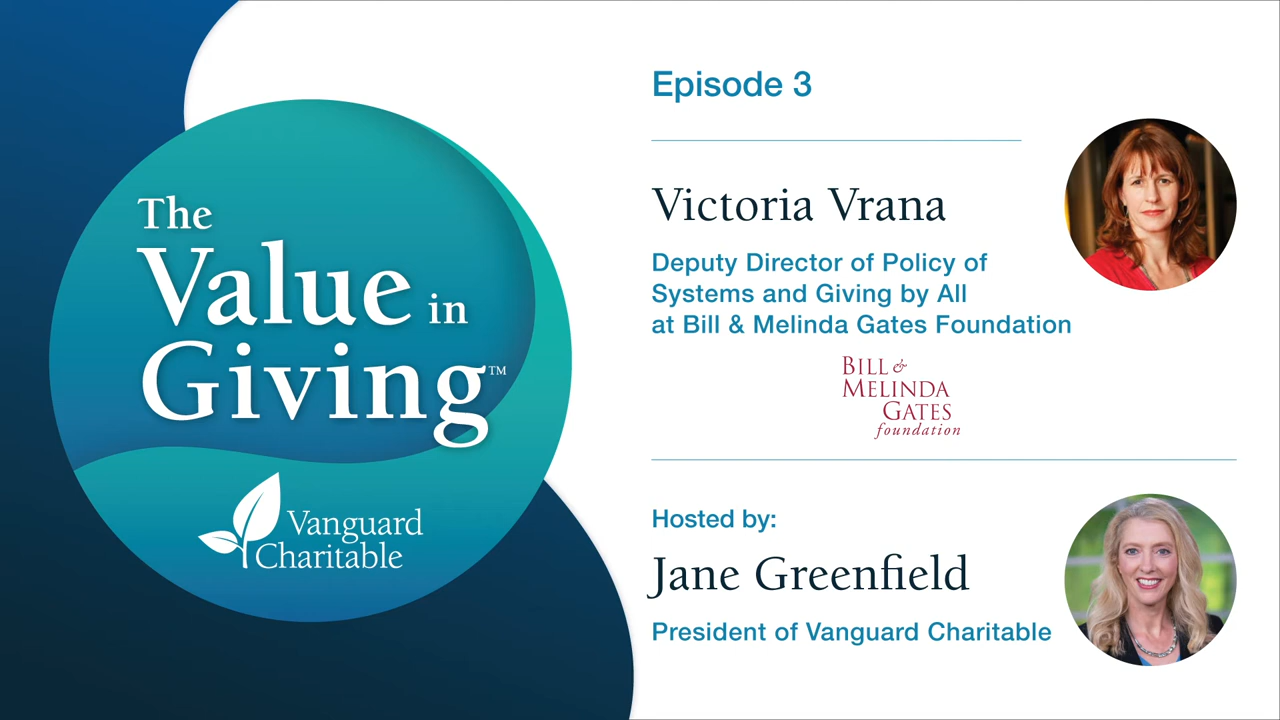 The
Value in
Giving™
Vanguard
Charitable
Episode 3
Victoria Vrana
Deputy Director of Policy of
Systems and Giving by All
at Bill & Melinda Gates Foundation
BILL &
MELINDA
GATES
foundation
Hosted by:
Jane Greenfield
President of Vanguard Charitable